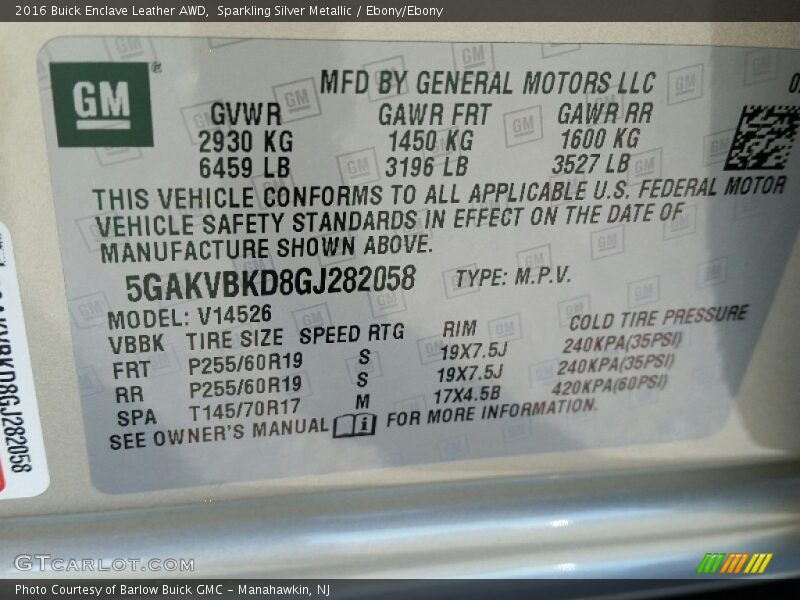 2016 Buick Enclave Leather AWD,  Sparkling Silver Metallic / Ebony/Ebony
GM ®
MFD BY GENERAL MOTORS LLC
GVWR GAWR FRT GAWR RR
2930 KG 1450 KG 1600 KG
6459 LB 3196 LB 3527 LB
THIS VEHICLE CONFORMS TO ALL APPLICABLE U.S. FEDERAL MOTOR
VEHICLE SAFETY STANDARDS IN EFFECT ON THE DATE OF
MANUFACTURE SHOWN ABOVE.
5GAKVBKD8GJ282058 TYPE: M.P.V.
MODEL: V14526
VBBK TIRE SIZE SPEED RTG RIM COLD TIRE PRESSURE
FRT P255/60R19 S 19X7.5J 240KPA(35PSI)
RR P255/60R19 S 19X7.5J 240KPA(35PSI)
SPA T145/70R17 M 17X4.5B 420KPA(60PSI)
SEE OWNER'S MANUAL i FOR MORE INFORMATION.
KVBKD8GJ282058
GTCarLot.com
Photo Courtesy of Barlow Buick GMC – Manahawkin, NJ